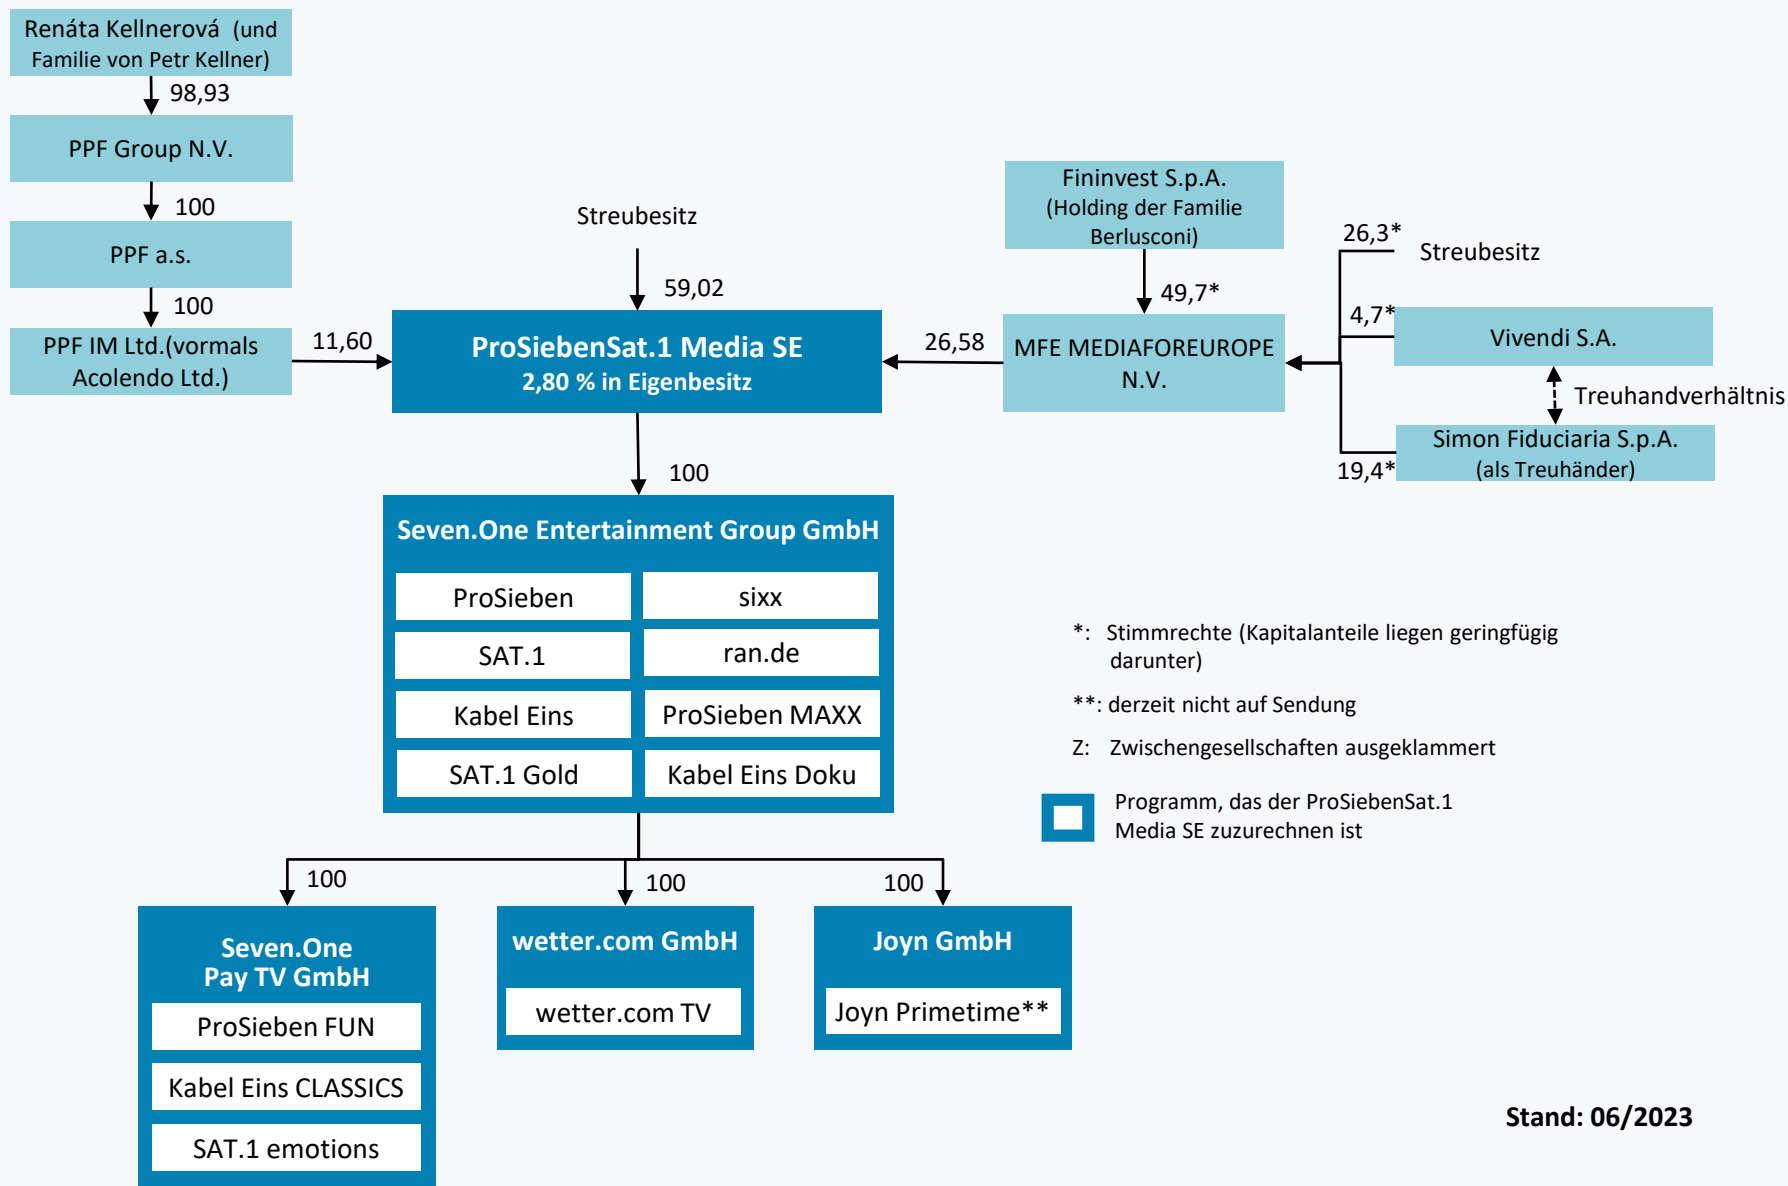 Renáta Kellnerová (und
Familie von Petr Kellner)
98,93
PPF Group N.V.
100
PPF a.s.
100
PPF IM Ltd.(vormals
Acolendo Ltd.)
11,60
Streubesitz
59,02
ProSiebenSat.1 Media SE
2,80 % in Eigenbesitz
26,58
Fininvest S.p.A.
(Holding der Familie
Berlusconi)
49,7*
MFE MEDIAFOREUROPE
N.V.
26,3*
Streubesitz
4,7*
Vivendi S.A.
Treuhandverhältnis
Simon Fiduciaria S.p.A.
(als Treuhänder)
19,4*
100
Seven.One Entertainment Group GmbH
ProSieben
sixx
SAT.1
ran.de
Kabel Eins
ProSieben MAXX
SAT.1 Gold
Kabel Eins Doku
*: Stimmrechte (Kapitalanteile liegen geringfügig
darunter)
**: derzeit nicht auf Sendung
Z: Zwischengesellschaften ausgeklammert
Programm, das der ProSiebenSat.1
Media SE zuzurechnen ist
100
100
100
Seven.One
Pay TV GmbH
ProSieben FUN
Kabel Eins CLASSICS
SAT.1 emotions
wetter.com GmbH
wetter.com TV
Joyn GmbH
Joyn Primetime**
Stand: 06/2023